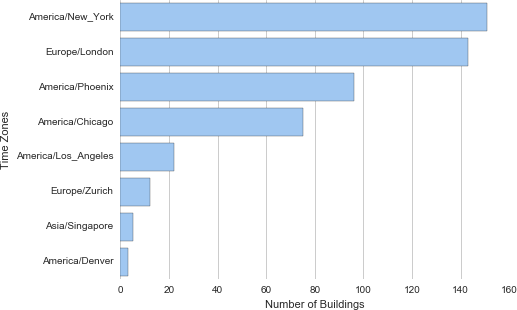 America/New_York
Europe/London
America/Phoenix
America/Chicago
America/Los_Angeles
Europe/Zurich
Asia/Singapore
America/Denver
Time Zones
0 20 40 60 80 100 120 140 160
Number of Buildings